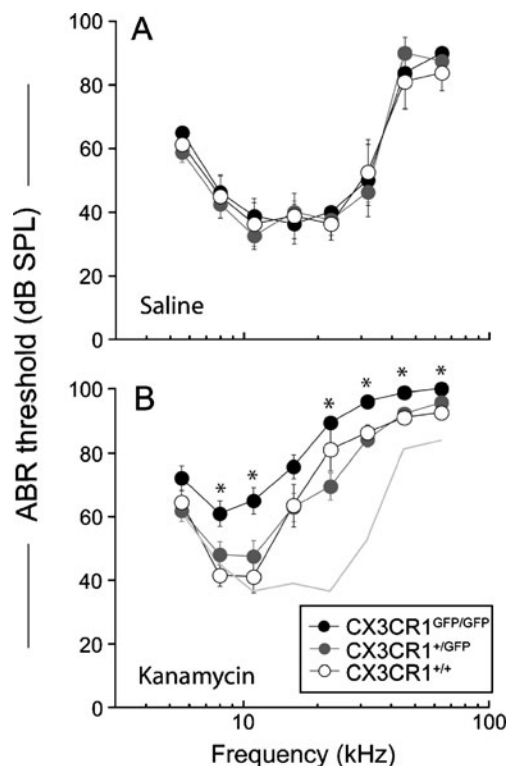 A
100
80
60
40
20
0
Saline
ABR threshold (dB SPL)
B
100
80
60
40
20
0
* * * * * *
Kanamycin
CX3CR1GFP/GFP
CX3CR1+/GFP
CX3CR1+/+
10 100
Frequency (kHz)